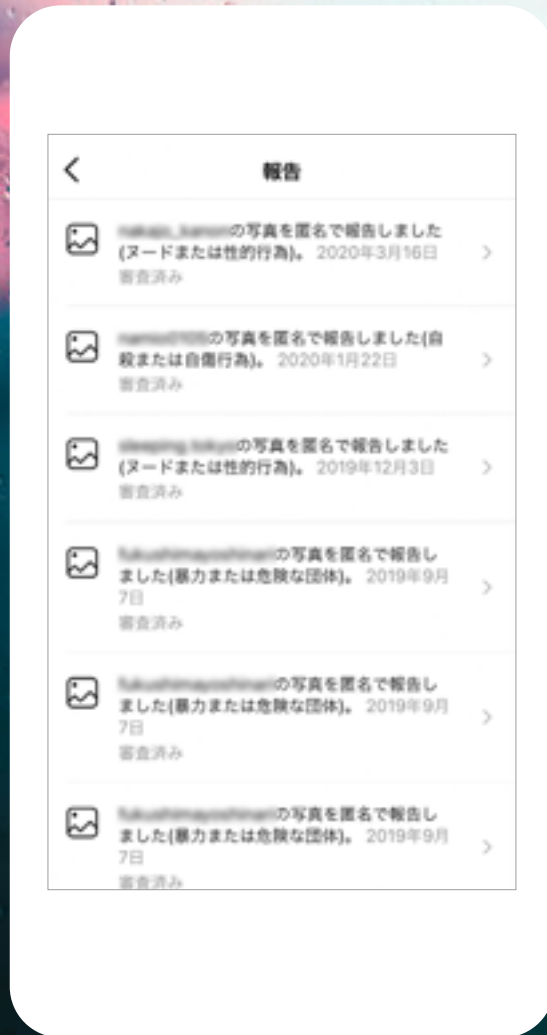 報告
の写真を匿名で報告しました
(ヌードまたは性的行為)。 2020年3月16日
審査済み
の写真を匿名で報告しました(自
殺または自傷行為)。 2020年1月22日
審査済み
の写真を匿名で報告しました
(ヌードまたは性的行為)。 2019年12月3日
審査済み
の写真を匿名で報告し
ました(暴力または危険な団体)。 2019年9月
7日
審査済み
の写真を匿名で報告し
ました(暴力または危険な団体)。 2019年9月
7日
審査済み
の写真を匿名で報告し
ました(暴力または危険な団体)。 2019年9月
7日
審査済み